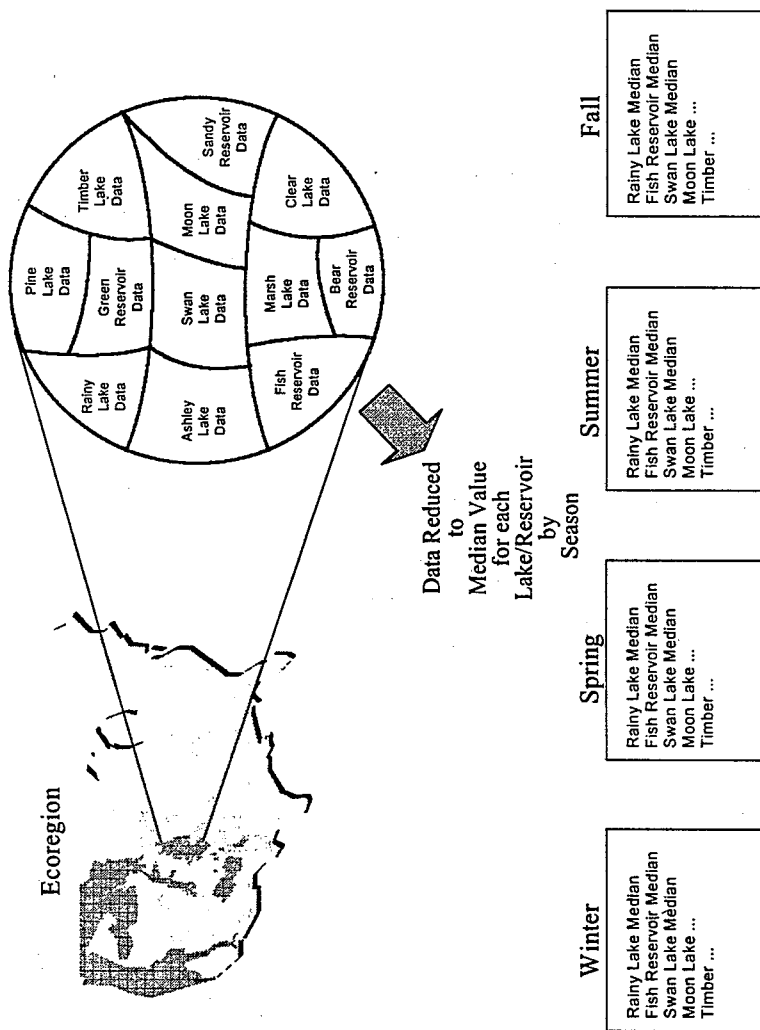 Ecoregion
Pine
Lake
Data
Timber
Lake
Data
Rainy
Lake
Data
Green
Reservoir
Data
Moon
Lake
Data
Sandy
Reservoir
Data
Ashley
Lake
Data
Swan
Lake
Data
Fish
Reservoir
Data
Marsh
Lake
Data
Clear
Lake
Data
Bear
Reservoir
Data
Data Reduced
to
Median Value
for each
Lake/Reservoir
by
Season
Winter
Rainy Lake Median
Fish Reservoir Median
Swan Lake Median
Moon Lake ...
Timber ...
Spring
Rainy Lake Median
Fish Reservoir Median
Swan Lake Median
Moon Lake ...
Timber ...
Summer
Rainy Lake Median
Fish Reservoir Median
Swan Lake Median
Moon Lake ...
Timber ...
Fall
Rainy Lake Median
Fish Reservoir Median
Swan Lake Median
Moon Lake ...
Timber ...